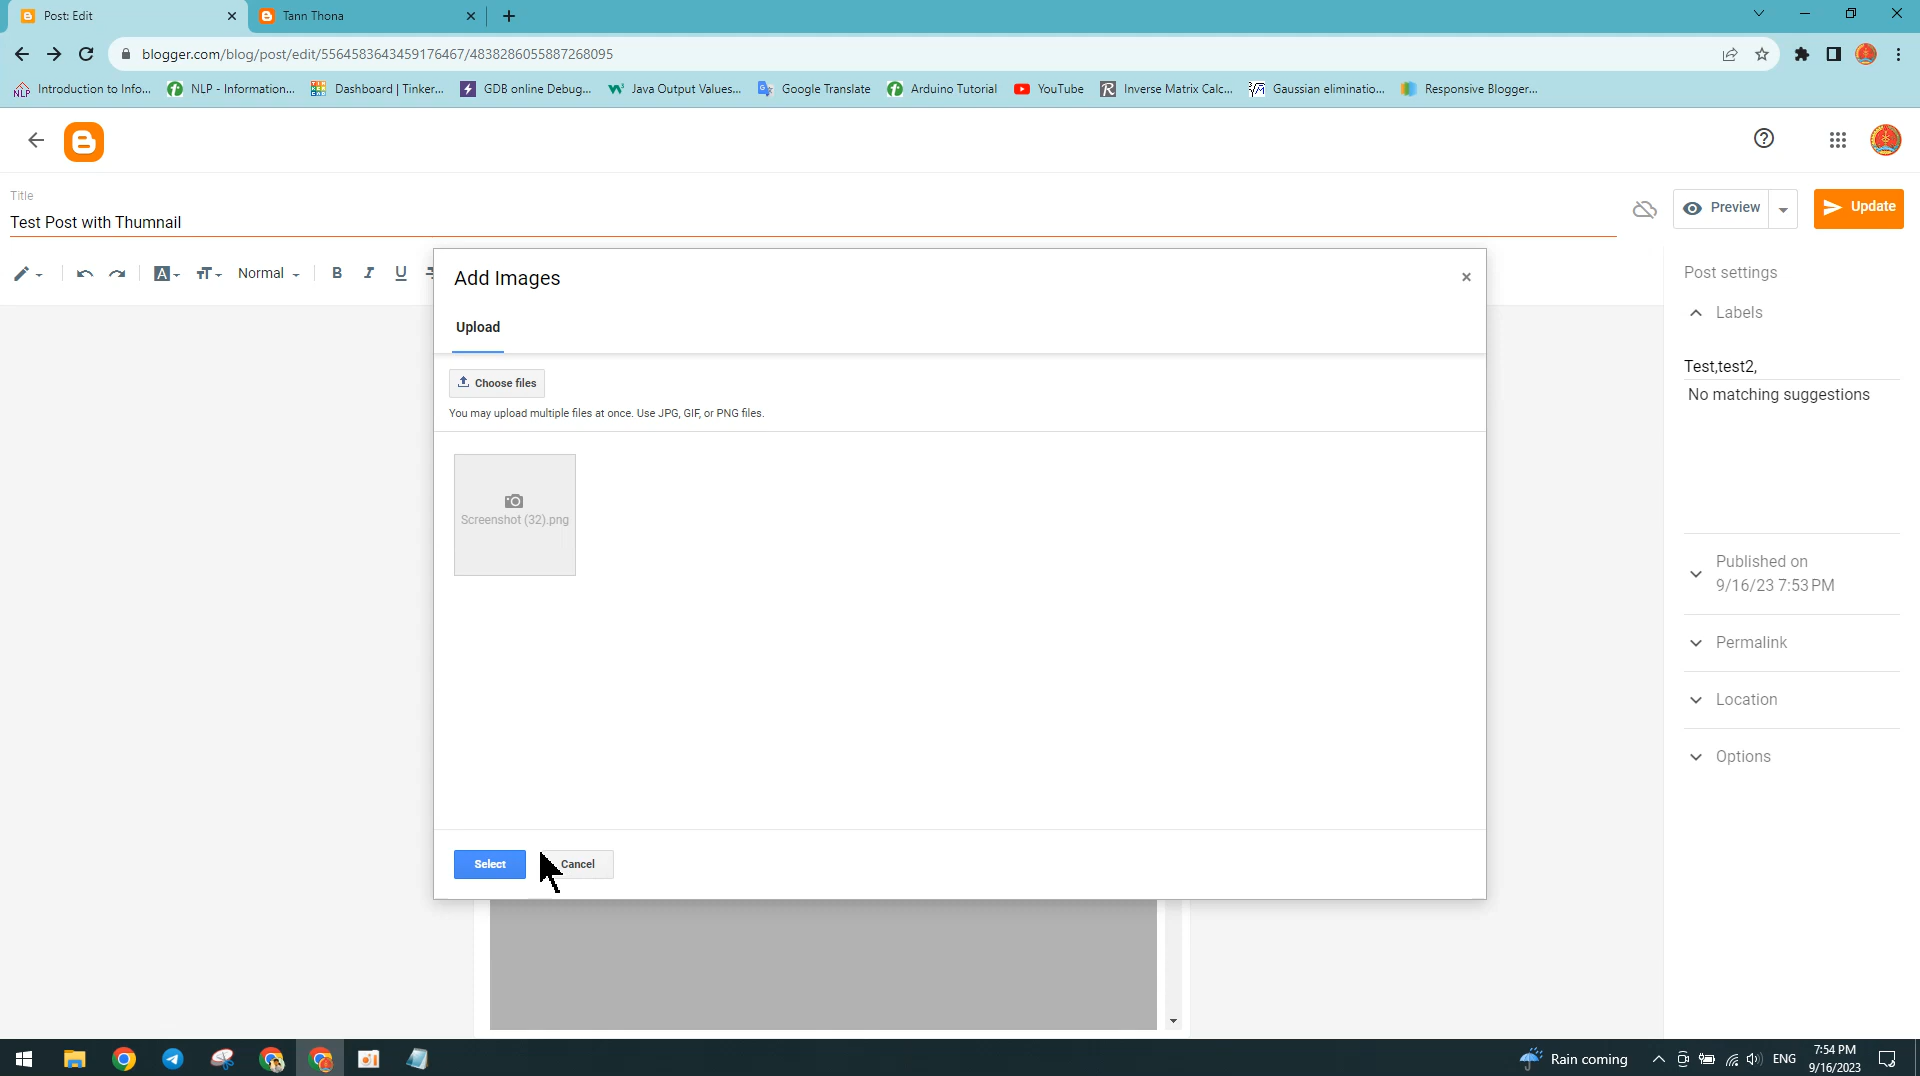 Post: Edit
Tann Thona
blogger.com/blog/post/edit/5564583643459176467/4838286055887268095
Introduction to Info...
NLP - Information...
Dashboard | Tinker...
GDB online Debug...
Java Output Values...
Google Translate
Arduino Tutorial
YouTube
Inverse Matrix Calc...
Gaussian eliminatio...
Responsive Blogger...
Title
Test Post with Thumnail
Preview
Update
Normal
B I U
Add Images
Upload
Choose files
You may upload multiple files at once. Use JPG, GIF, or PNG files.
Screenshot (32).png
Select
Cancel
Post settings
Labels
Test,test2,
No matching suggestions
Published on
9/16/23 7:53 PM
Permalink
Location
Options
Rain coming
ENG
7:54 PM
9/16/2023